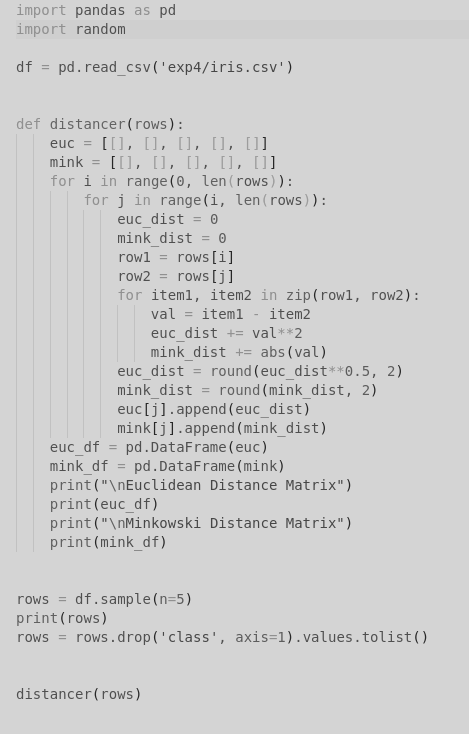 import pandas as pd
import random

df = pd.read_csv('exp4/iris.csv')


def distancer(rows):
    euc = [[], [], [], [], []]
    mink = [[], [], [], [], []]
    for i in range(0, len(rows)):
        for j in range(i, len(rows)):
            euc_dist = 0
            mink_dist = 0
            row1 = rows[i]
            row2 = rows[j]
            for item1, item2 in zip(row1, row2):
                val = item1 - item2
                euc_dist += val**2
                mink_dist += abs(val)
            euc_dist = round(euc_dist**0.5, 2)
            mink_dist = round(mink_dist, 2)
            euc[j].append(euc_dist)
            mink[j].append(mink_dist)
    euc_df = pd.DataFrame(euc)
    mink_df = pd.DataFrame(mink)
    print("\nEuclidean Distance Matrix")
    print(euc_df)
    print("\nMinkowski Distance Matrix")
    print(mink_df)


rows = df.sample(n=5)
print(rows)
rows = rows.drop('class', axis=1).values.tolist()


distancer(rows)